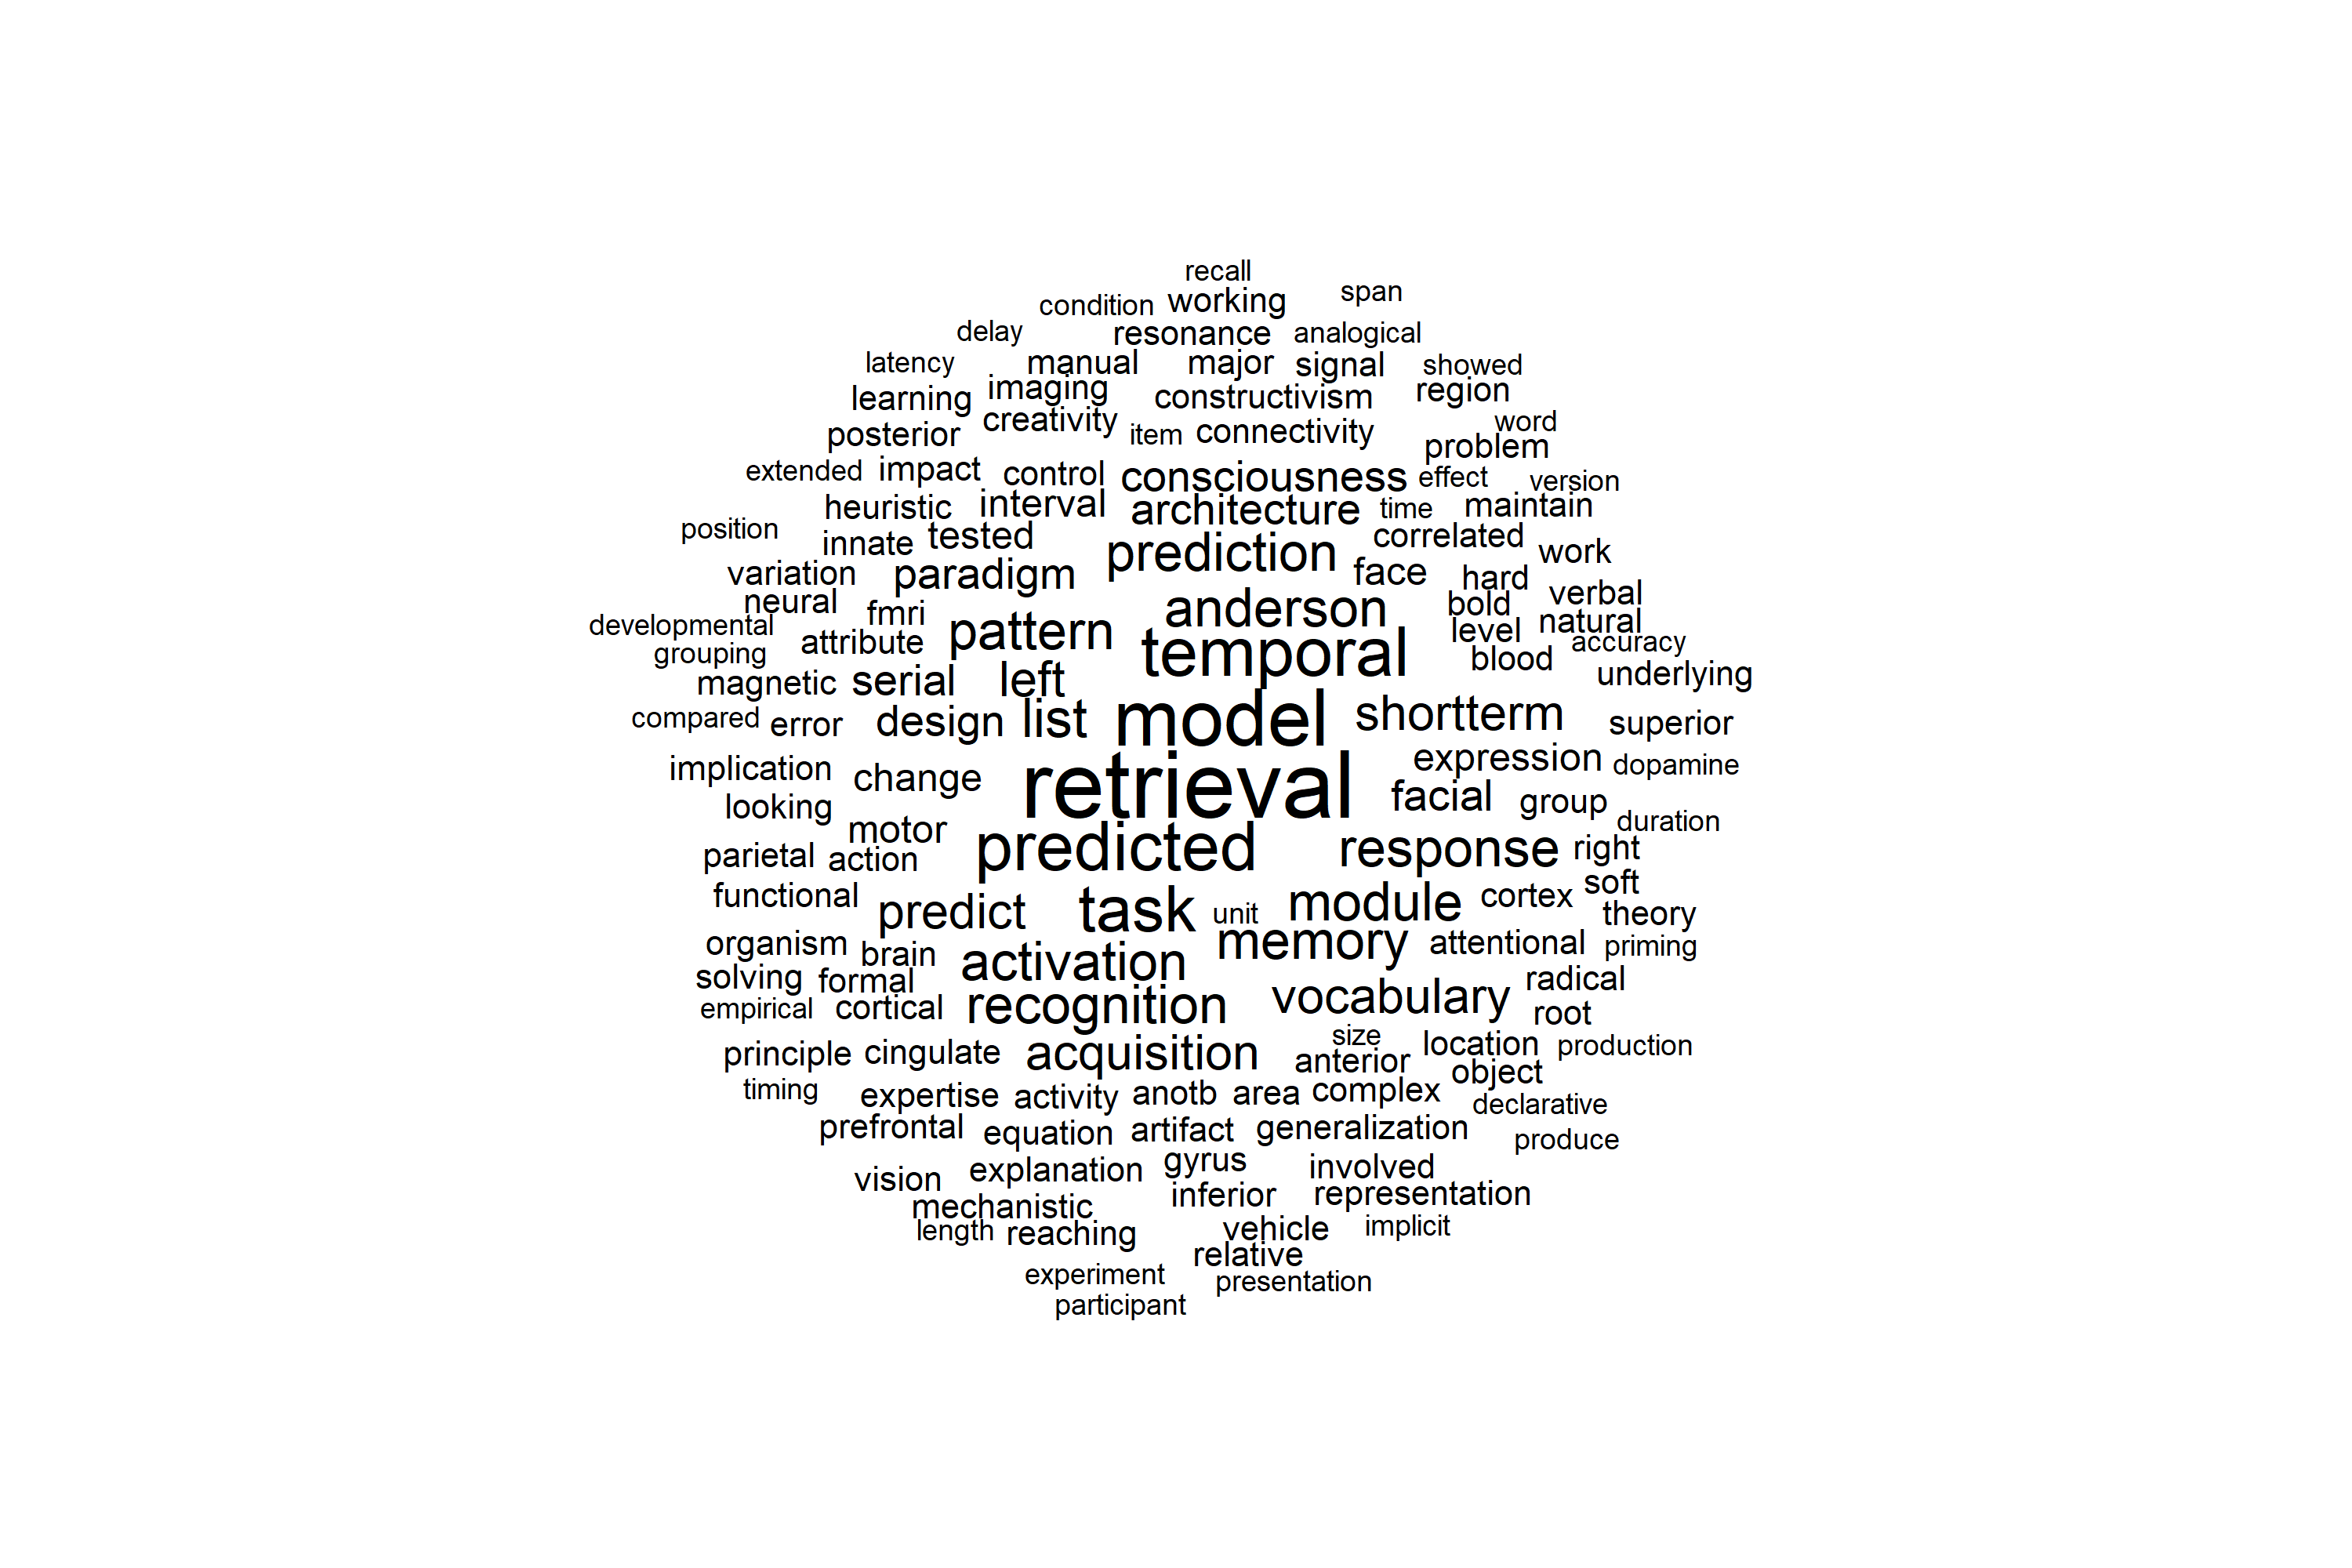 recall
condition working span
delay resonance analogical
latency manual major signal showed
learning imaging constructivism region
posterior creativity item connectivity word
problem
extended impact control consciousness effect version
heuristic interval architecture time maintain
position innate tested prediction correlated work
variation paradigm face hard verbal
neural fmri anderson bold natural
developmental attribute pattern temporal level accuracy
grouping blood underlying
magnetic serial left
compared error design list model shortterm superior
implication change retrieval expression dopamine
looking facial group
motor duration
parietal action predicted response right
functional predict task unit module cortex soft
theory
organism brain activation memory attentional priming
solving formal radical
empirical cortical recognition vocabulary root
principle cingulate acquisition size location production
anterior object
timing expertise activity anotb area complex declarative
prefrontal equation artifact generalization produce
vision explanation gyrus involved
mechanistic inferior representation
length reaching vehicle implicit
relative
experiment presentation
participant